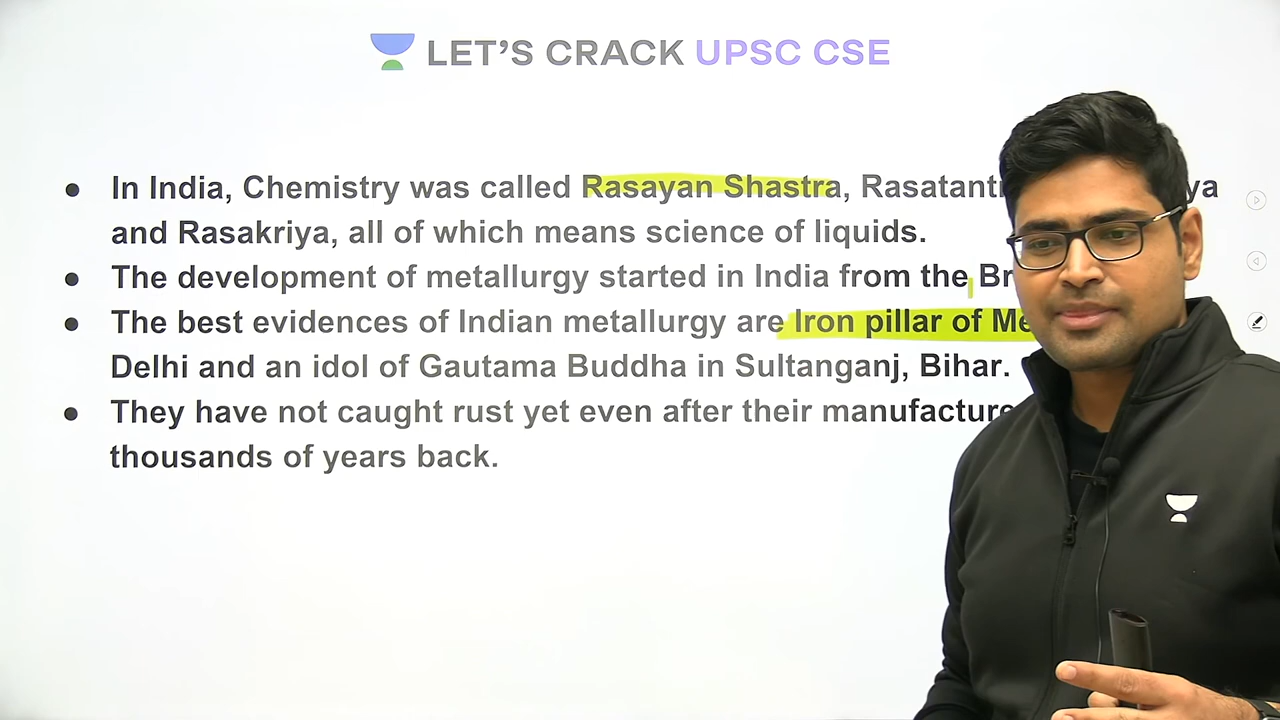 LET'S CRACK UPSC CSE
● In India, Chemistry was called Rasayan Shastra,
and Rasakriya, all of which means science of liquids.
● The development of metallurgy started in India from the
● The best evidences of Indian metallurgy are Iron pillar of
Delhi and an idol of Gautama Buddha in Sultanganj, Bihar.
● They have not caught rust yet even after their manufacture
thousands of years back.